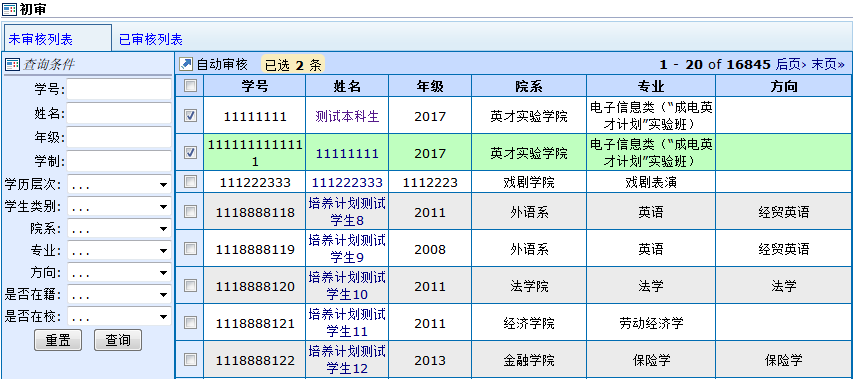 初审
未审核列表 已审核列表
查询条件
学号:
姓名:
年级:
学制:
学历层次: ...
学生类别: ...
院系: ...
专业: ...
方向: ...
是否在籍: ...
是否在校: ...
重置 查询
自动审核 已选 2 条 1 - 20 of 16845 后页› 末页»
学号 姓名 年级 院系 专业 方向
11111111 测试本科生 2017 英才实验学院 电子信息类（“成电英
才计划”实验班）
111111111111
1 11111111 2017 英才实验学院 电子信息类（“成电英
才计划”实验班）
111222333 111222333 1112223 戏剧学院 戏剧表演
1118888118 培养计划测试
学生8 2011 外语系 英语 经贸英语
1118888119 培养计划测试
学生9 2008 外语系 英语 经贸英语
1118888120 培养计划测试
学生10 2011 法学院 法学 法学
1118888121 培养计划测试
学生11 2011 经济学院 劳动经济学
1118888122 培养计划测试
学生12 2013 金融学院 保险学 保险学